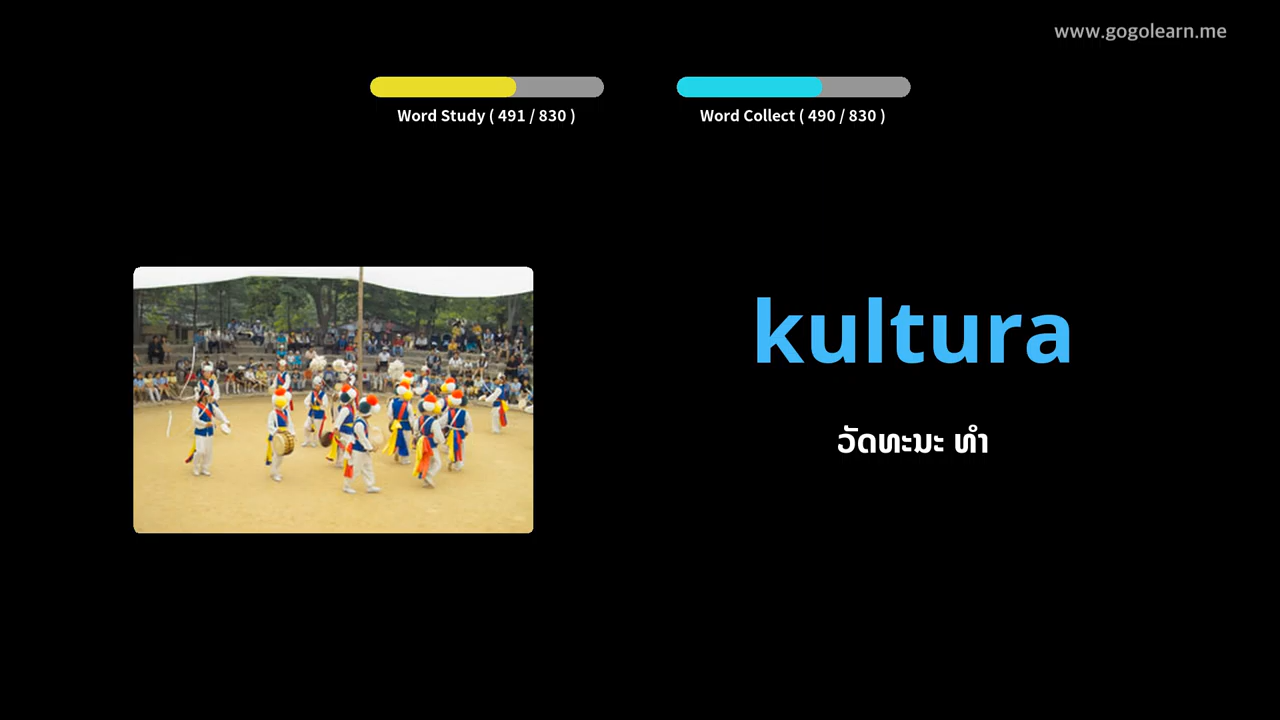 www.gogolearn.me
Word Study ( 491 / 830 )
Word Collect ( 490 / 830 )
kultura
ວັດທະນະ ທຳ